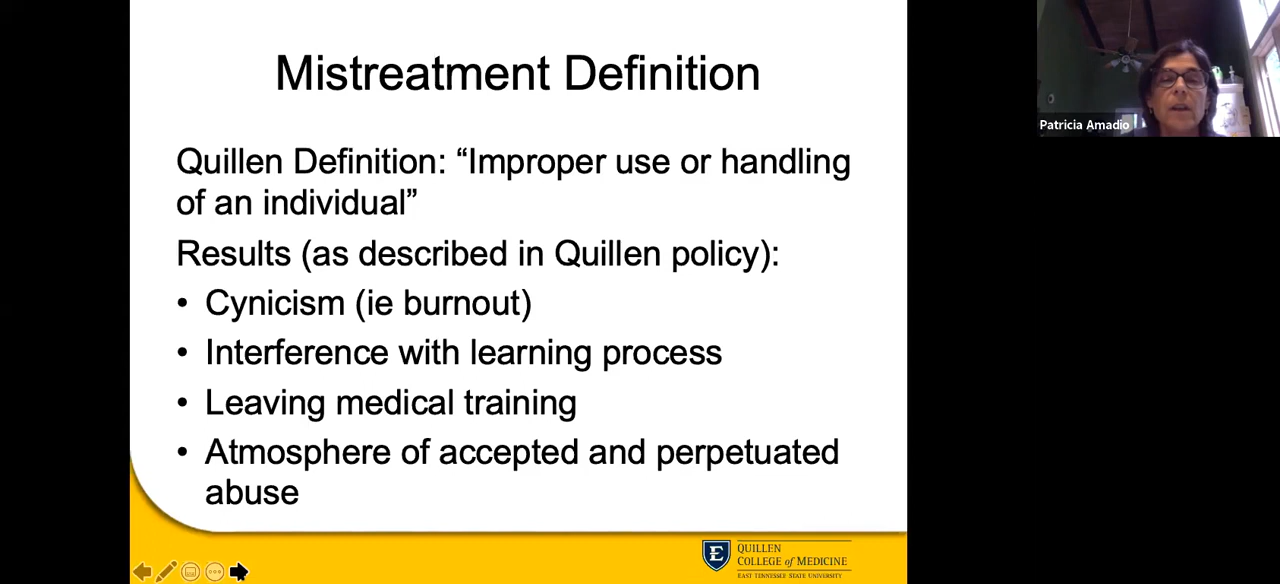 Mistreatment Definition
Quillen Definition: “Improper use or handling
of an individual”
Results (as described in Quillen policy):
• Cynicism (ie burnout)
• Interference with learning process
• Leaving medical training
• Atmosphere of accepted and perpetuated
abuse
E
QUILLEN
COLLEGE of MEDICINE
EAST TENNESSEE STATE UNIVERSITY
Patricia Amadio